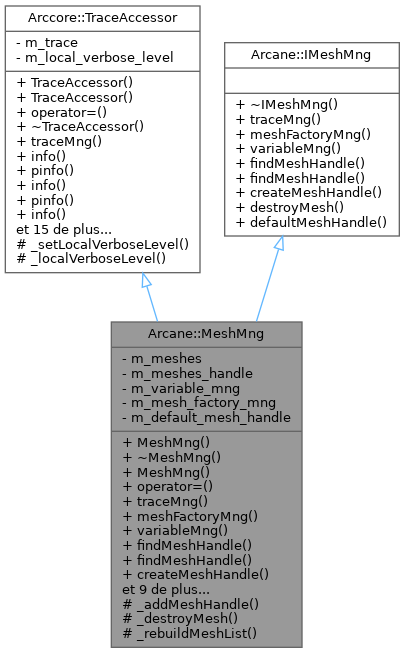 Arccore::TraceAccessor
- m_trace
- m_local_verbose_level
+ TraceAccessor()
+ TraceAccessor()
+ operator=()
+ ~TraceAccessor()
+ traceMng()
+ info()
+ pinfo()
+ info()
+ pinfo()
+ info()
et 15 de plus...
# _setLocalVerboseLevel()
# _localVerboseLevel()
Arcane::IMeshMng
+ ~IMeshMng()
+ traceMng()
+ meshFactoryMng()
+ variableMng()
+ findMeshHandle()
+ findMeshHandle()
+ createMeshHandle()
+ destroyMesh()
+ defaultMeshHandle()
Arcane::MeshMng
- m_meshes
- m_meshes_handle
- m_variable_mng
- m_mesh_factory_mng
- m_default_mesh_handle
+ MeshMng()
+ ~MeshMng()
+ MeshMng()
+ operator=()
+ traceMng()
+ meshFactoryMng()
+ variableMng()
+ findMeshHandle()
+ findMeshHandle()
+ createMeshHandle()
et 9 de plus...
# _addMeshHandle()
# _destroyMesh()
# _rebuildMeshList()